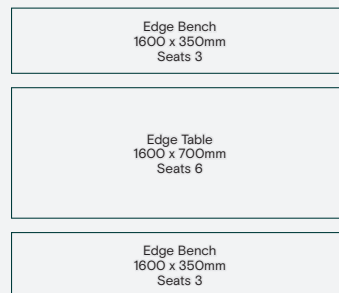 Edge Bench
1600 x 350mm
Seats 3
Edge Table
1600 x 700mm
Seats 6
Edge Bench
1600 x 350mm
Seats 3